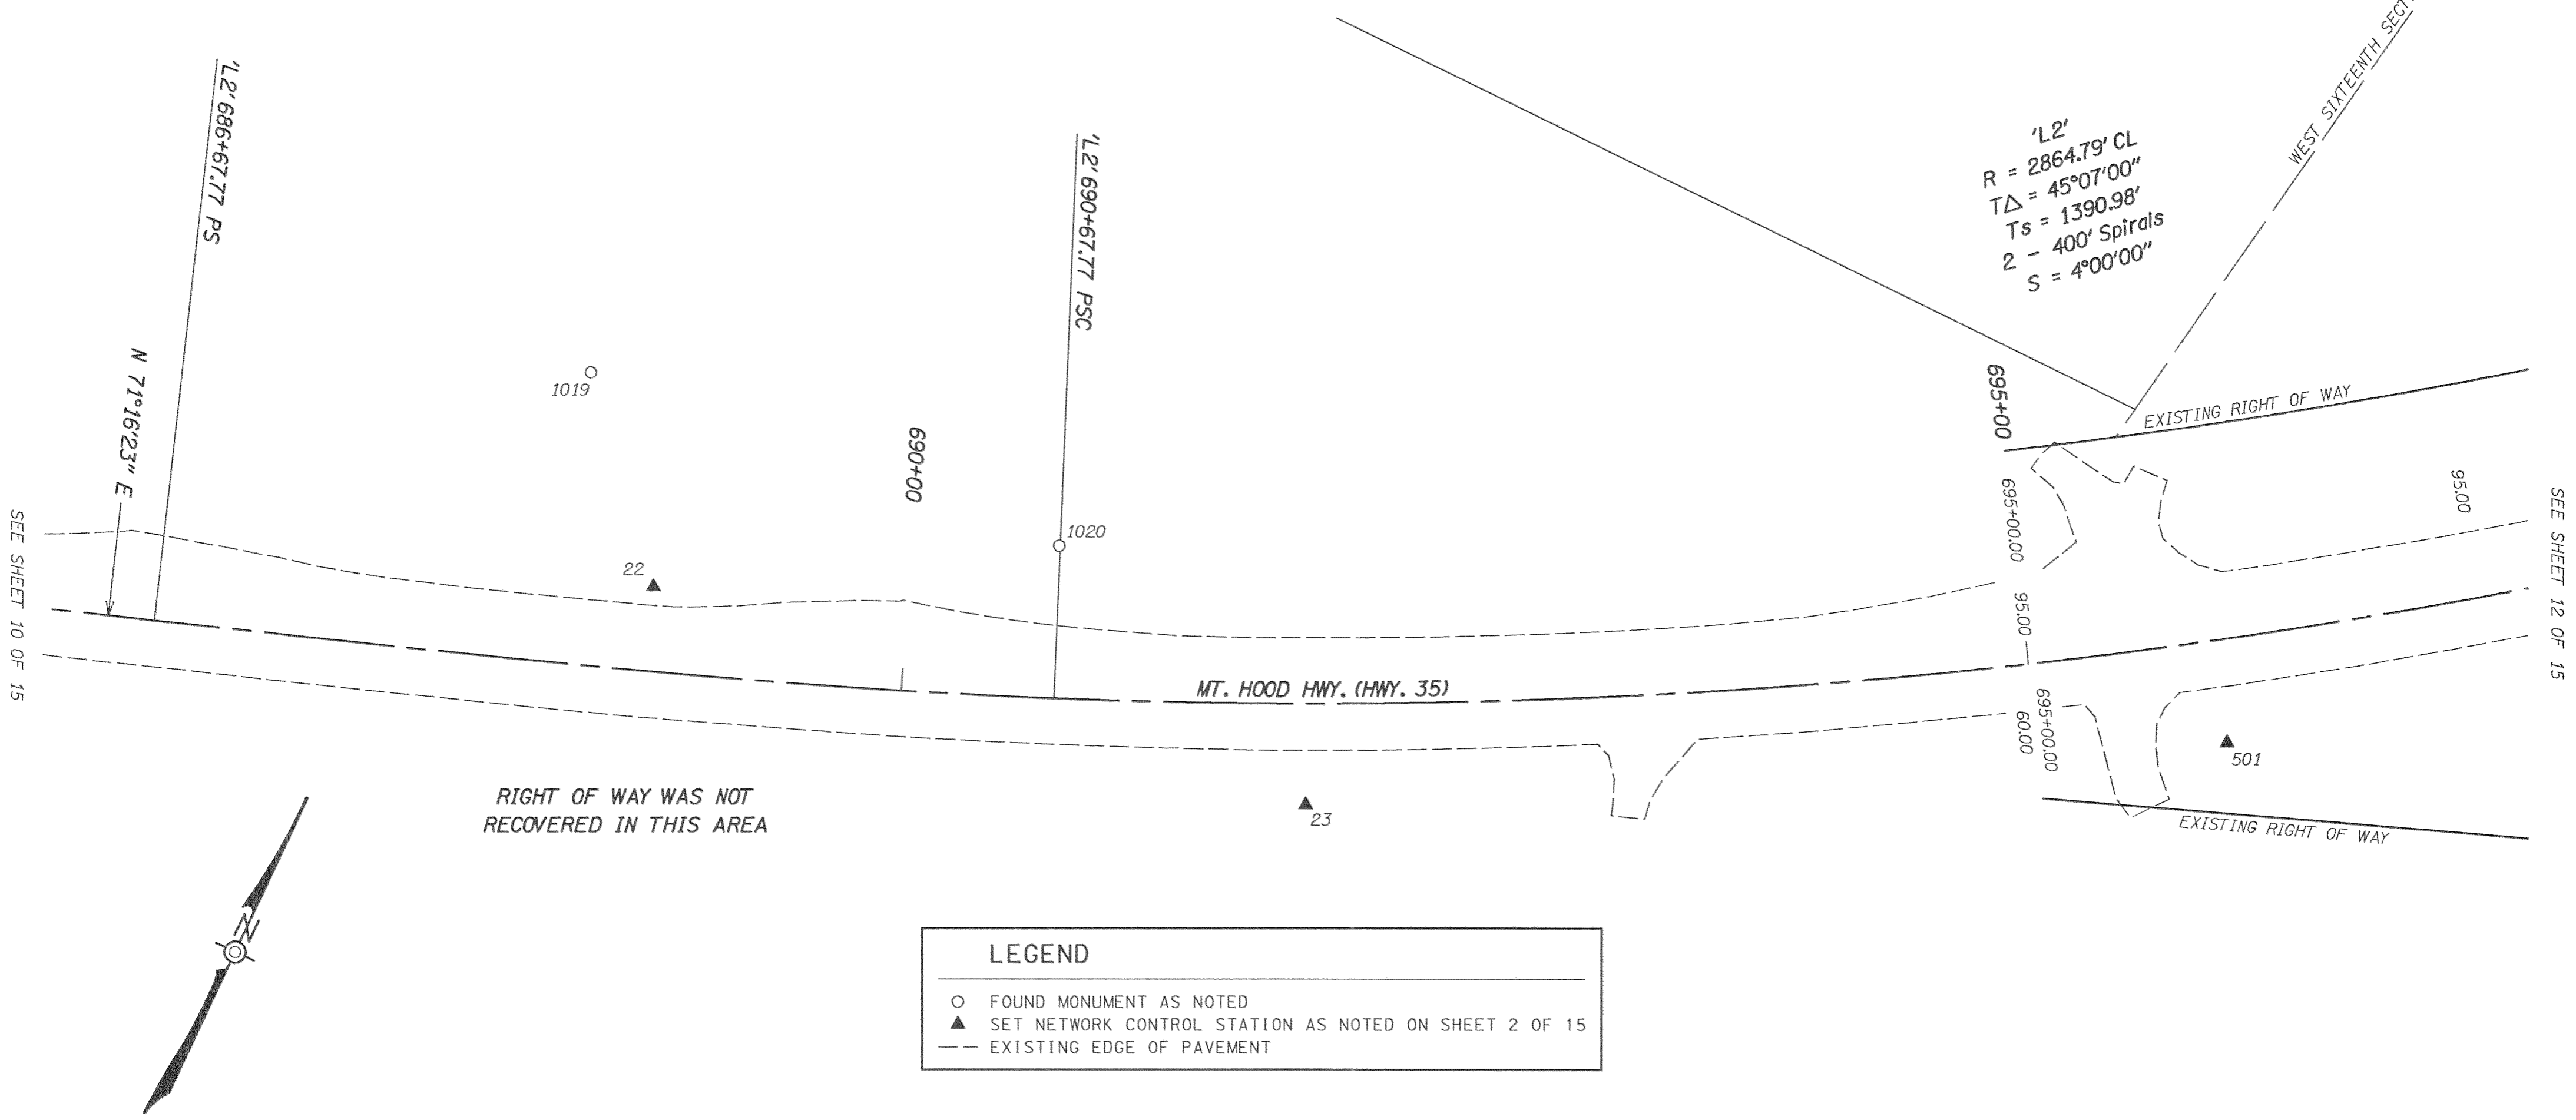 'L2' 686+67.77 PS
N 71°16'23" E
SEE SHEET 10 OF 15
1019
22
690+00
'L2' 690+67.77 PSC
1020
MT. HOOD HWY. (HWY. 35)
23
RIGHT OF WAY WAS NOT
RECOVERED IN THIS AREA
'L2'
R = 2864.79' CL
T△ = 45°07'00"
Ts = 1390.98'
2 - 400' Spirals
S = 4°00'00"
WEST SIXTEENTH SECT
695+00
EXISTING RIGHT OF WAY
695+00.00
95.00
95.00
695+00.00
60.00
501
EXISTING RIGHT OF WAY
SEE SHEET 12 OF 15
N
LEGEND
FOUND MONUMENT AS NOTED
SET NETWORK CONTROL STATION AS NOTED ON SHEET 2 OF 15
EXISTING EDGE OF PAVEMENT